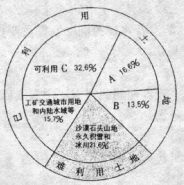 已利用土地
可利用 C 32.6%
A 16.6%
B 13.5%
工矿交通城市用地
和内陆水域等
15.7%
沙漠石头山地
永久积雪和
冰川21.6%
难利用土地